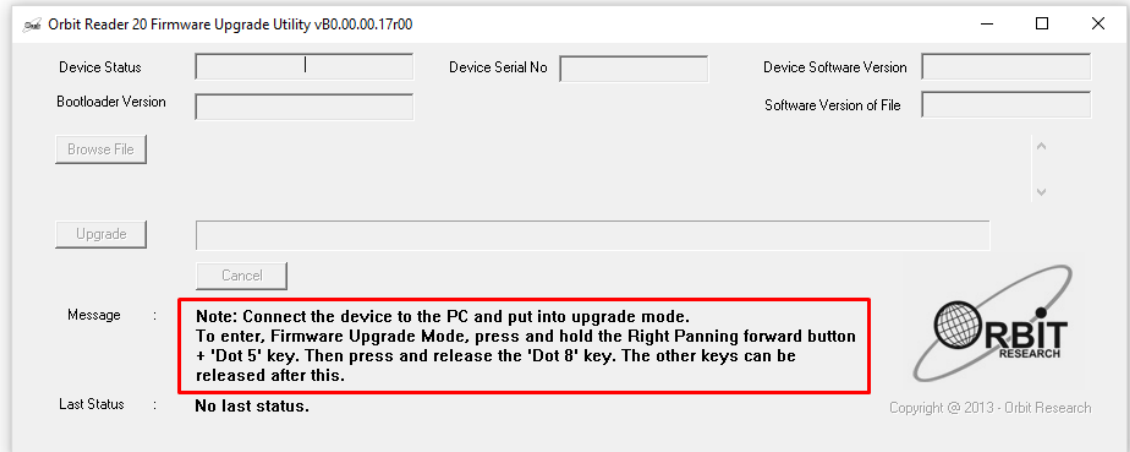 Orbit Reader 20 Firmware Upgrade Utility vB0.00.00.17r00
Device Status
Device Serial No
Device Software Version
Bootloader Version
Software Version of File
Browse File
Upgrade
Cancel
Message :
Note: Connect the device to the PC and put into upgrade mode.
To enter, Firmware Upgrade Mode, press and hold the Right Panning forward button
+ 'Dot 5' key. Then press and release the 'Dot 8' key. The other keys can be
released after this.
ORBIT
RESEARCH
Last Status :
No last status.
Copyright @ 2013 - Orbit Research